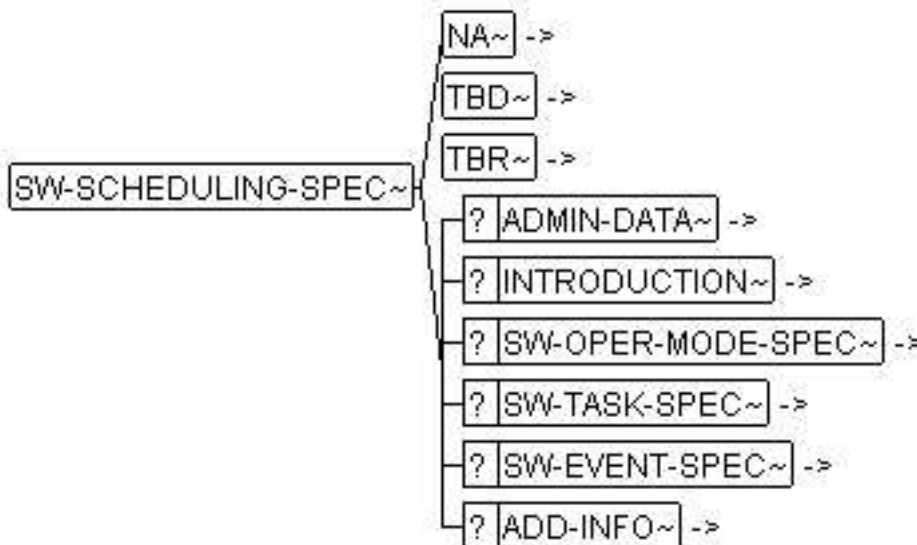 NA~ ->
TBD~ ->
TBR~ ->
SW-SCHEDULING-SPEC~
? ADMIN-DATA~ ->
? INTRODUCTION~ ->
? SW-OPER-MODE-SPEC~ ->
? SW-TASK-SPEC~ ->
? SW-EVENT-SPEC~ ->
? ADD-INFO~ ->